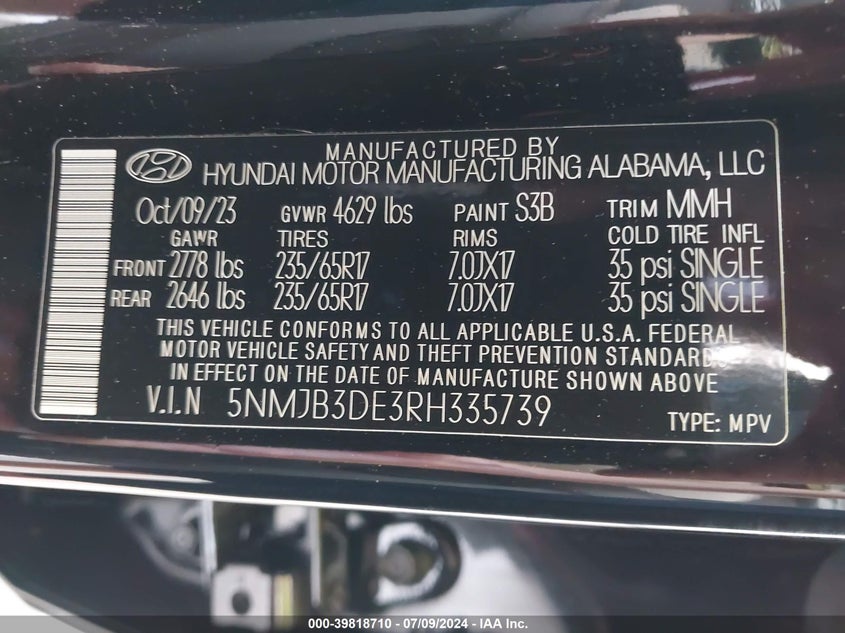 MANUFACTURED BY
HYUNDAI MOTOR MANUFACTURING ALABAMA, LLC
Oct/09/23 GVWR 4629 lbs PAINT S3B TRIM MMH
GAWR TIRES RIMS COLD TIRE INFL
FRONT 2778 lbs 235/65R17 7.0JX17 35 psi SINGLE
REAR 2646 lbs 235/65R17 7.0JX17 35 psi SINGLE
THIS VEHICLE CONFORMS TO ALL APPLICABLE U.S.A. FEDERAL
MOTOR VEHICLE SAFETY AND THEFT PREVENTION STANDARDS
IN EFFECT ON THE DATE OF MANUFACTURE SHOWN ABOVE
V.I.N 5NMJB3DE3RH335739 TYPE: MPV
000-39818710 - 07/09/2024 - IAA Inc.